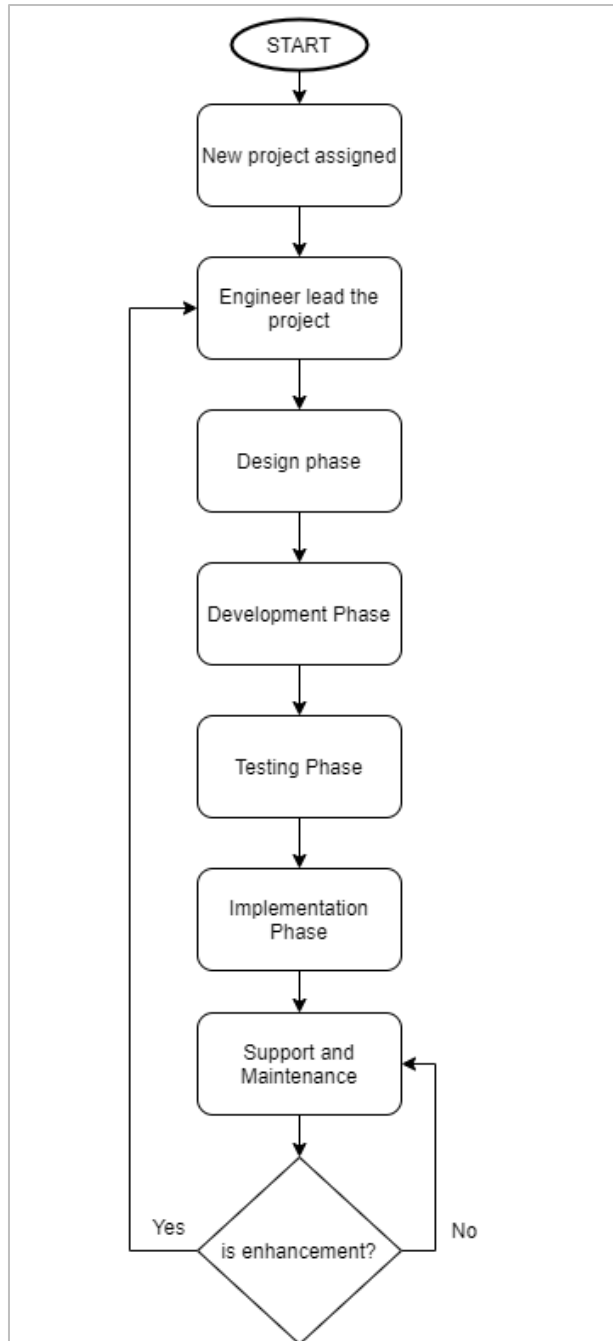 START
New project assigned
Engineer lead the
project
Design phase
Development Phase
Testing Phase
Implementation
Phase
Support and
Maintenance
Yes
is enhancement?
No